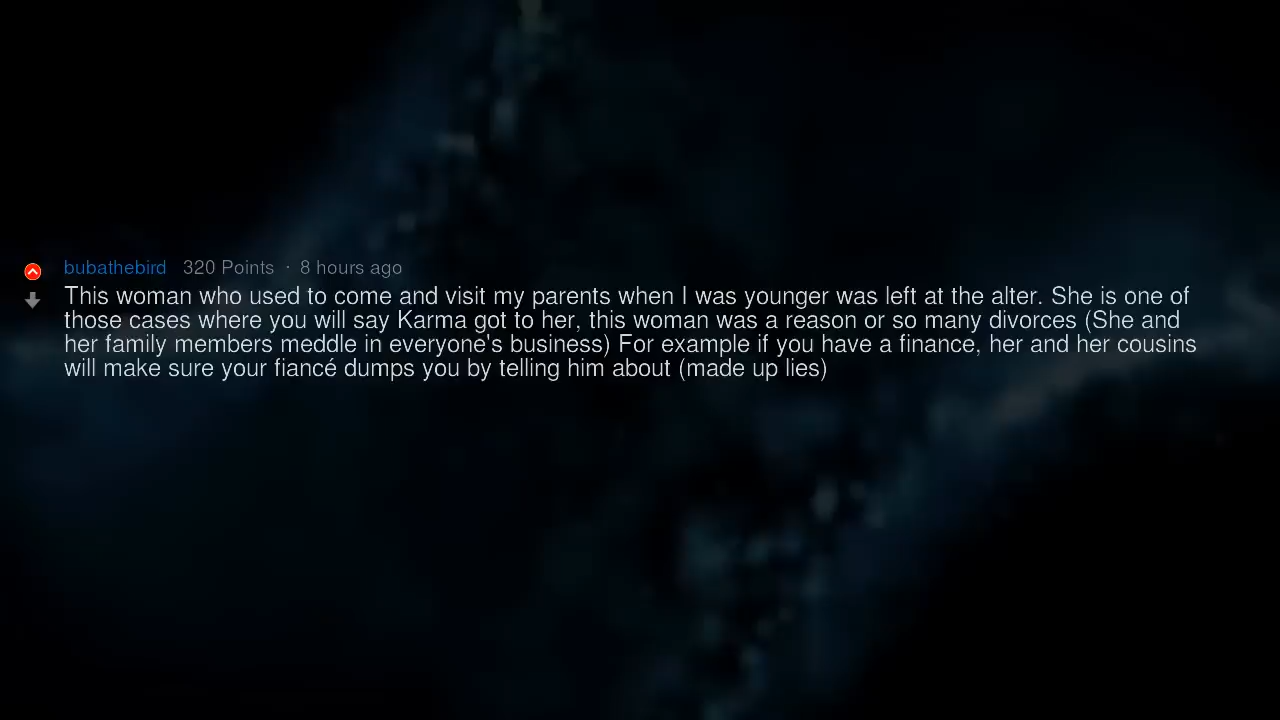 bubathebird 320 Points · 8 hours ago
This woman who used to come and visit my parents when I was younger was left at the alter. She is one of
those cases where you will say Karma got to her, this woman was a reason or so many divorces (She and
her family members meddle in everyone's business) For example if you have a finance, her and her cousins
will make sure your fiancé dumps you by telling him about (made up lies)